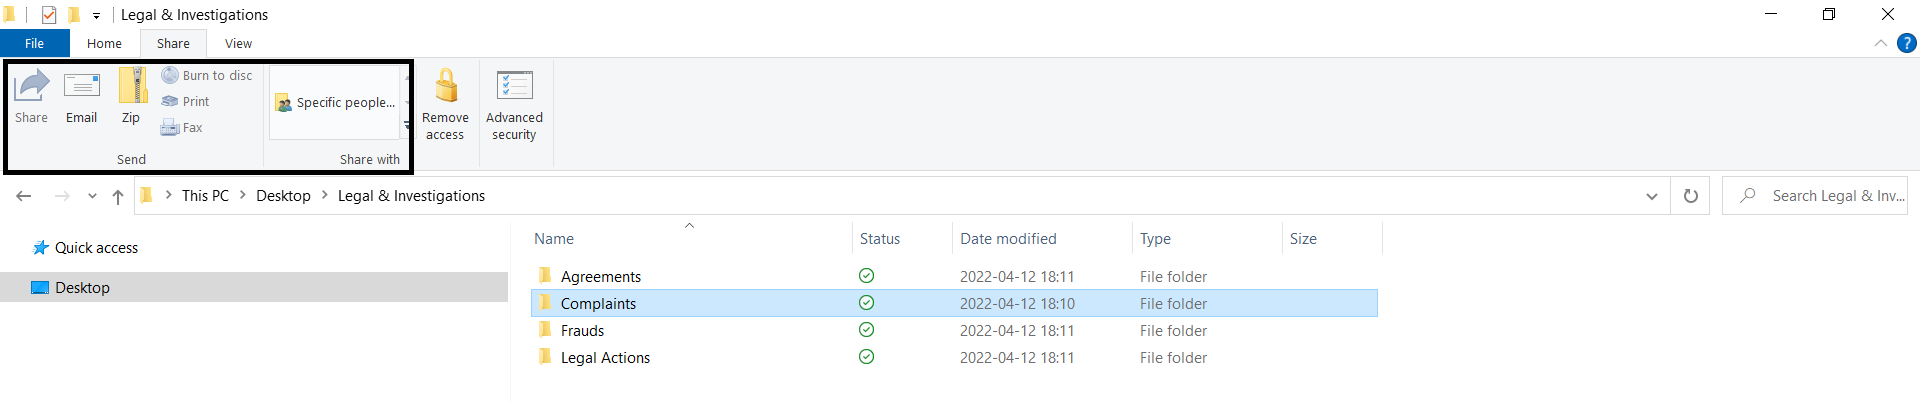 Legal & Investigations
File Home Share View
?
Share Email Zip Burn to disc
Print
Fax
Send
Specific people...
Share with
Remove access
Advanced security
This PC > Desktop > Legal & Investigations
Search Legal & Inv...
Quick access
Desktop
Name Status Date modified Type Size
Agreements 2022-04-12 18:11 File folder
Complaints 2022-04-12 18:10 File folder
Frauds 2022-04-12 18:11 File folder
Legal Actions 2022-04-12 18:11 File folder